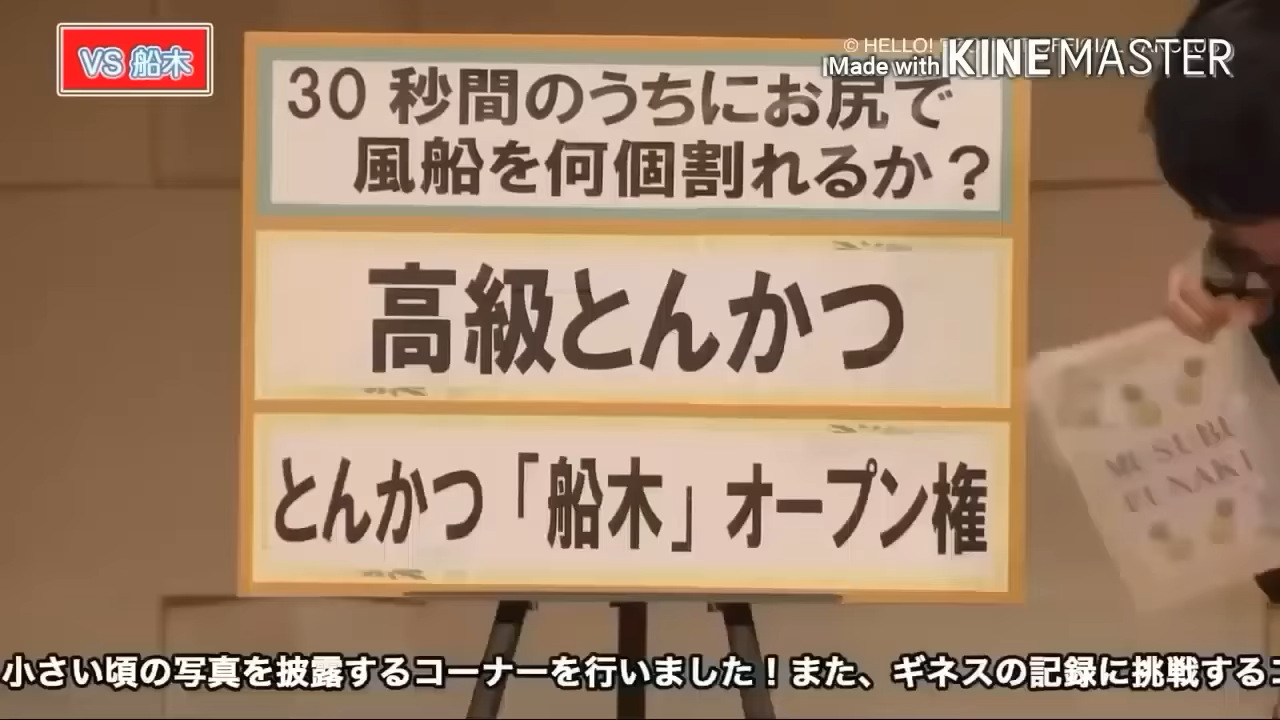 VS 船木
© HELLO!
Made with KINEMASTER
30 秒間のうちにお尻で
風船を何個割れるか？
高級とんかつ
とんかつ「船木」オープン権
MUSUBU
FUNAKI
小さい頃の写真を披露するコーナーを行いました！また、ギネスの記録に挑戦するコ